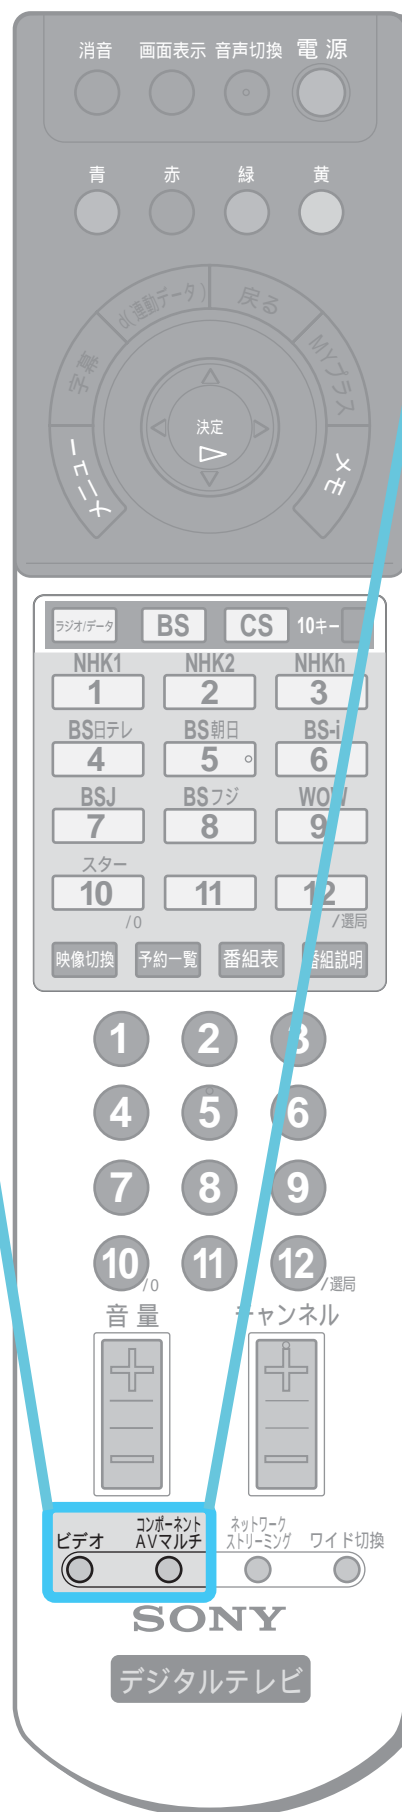 消音 画面表示 音声切換 電源
青 赤 緑 黄
字幕 d(連動データ) 戻る MYプラス
決定
メニュー メモ
ラジオ/データ BS CS 10キー
NHK1 NHK2 NHKh
1 2 3
BS日テレ BS朝日 BS-i
4 5 6
BSJ BSフジ WOW
7 8 9
スター
10 11 12
/0 /選局
映像切換 予約一覧 番組表 番組説明
1 2 3
4 5 6
7 8 9
10 11 12
/0 /選局
音量 チャンネル
コンポーネント ネットワーク
ビデオ AVマルチ ストリーミング ワイド切換
SONY
デジタルテレビ